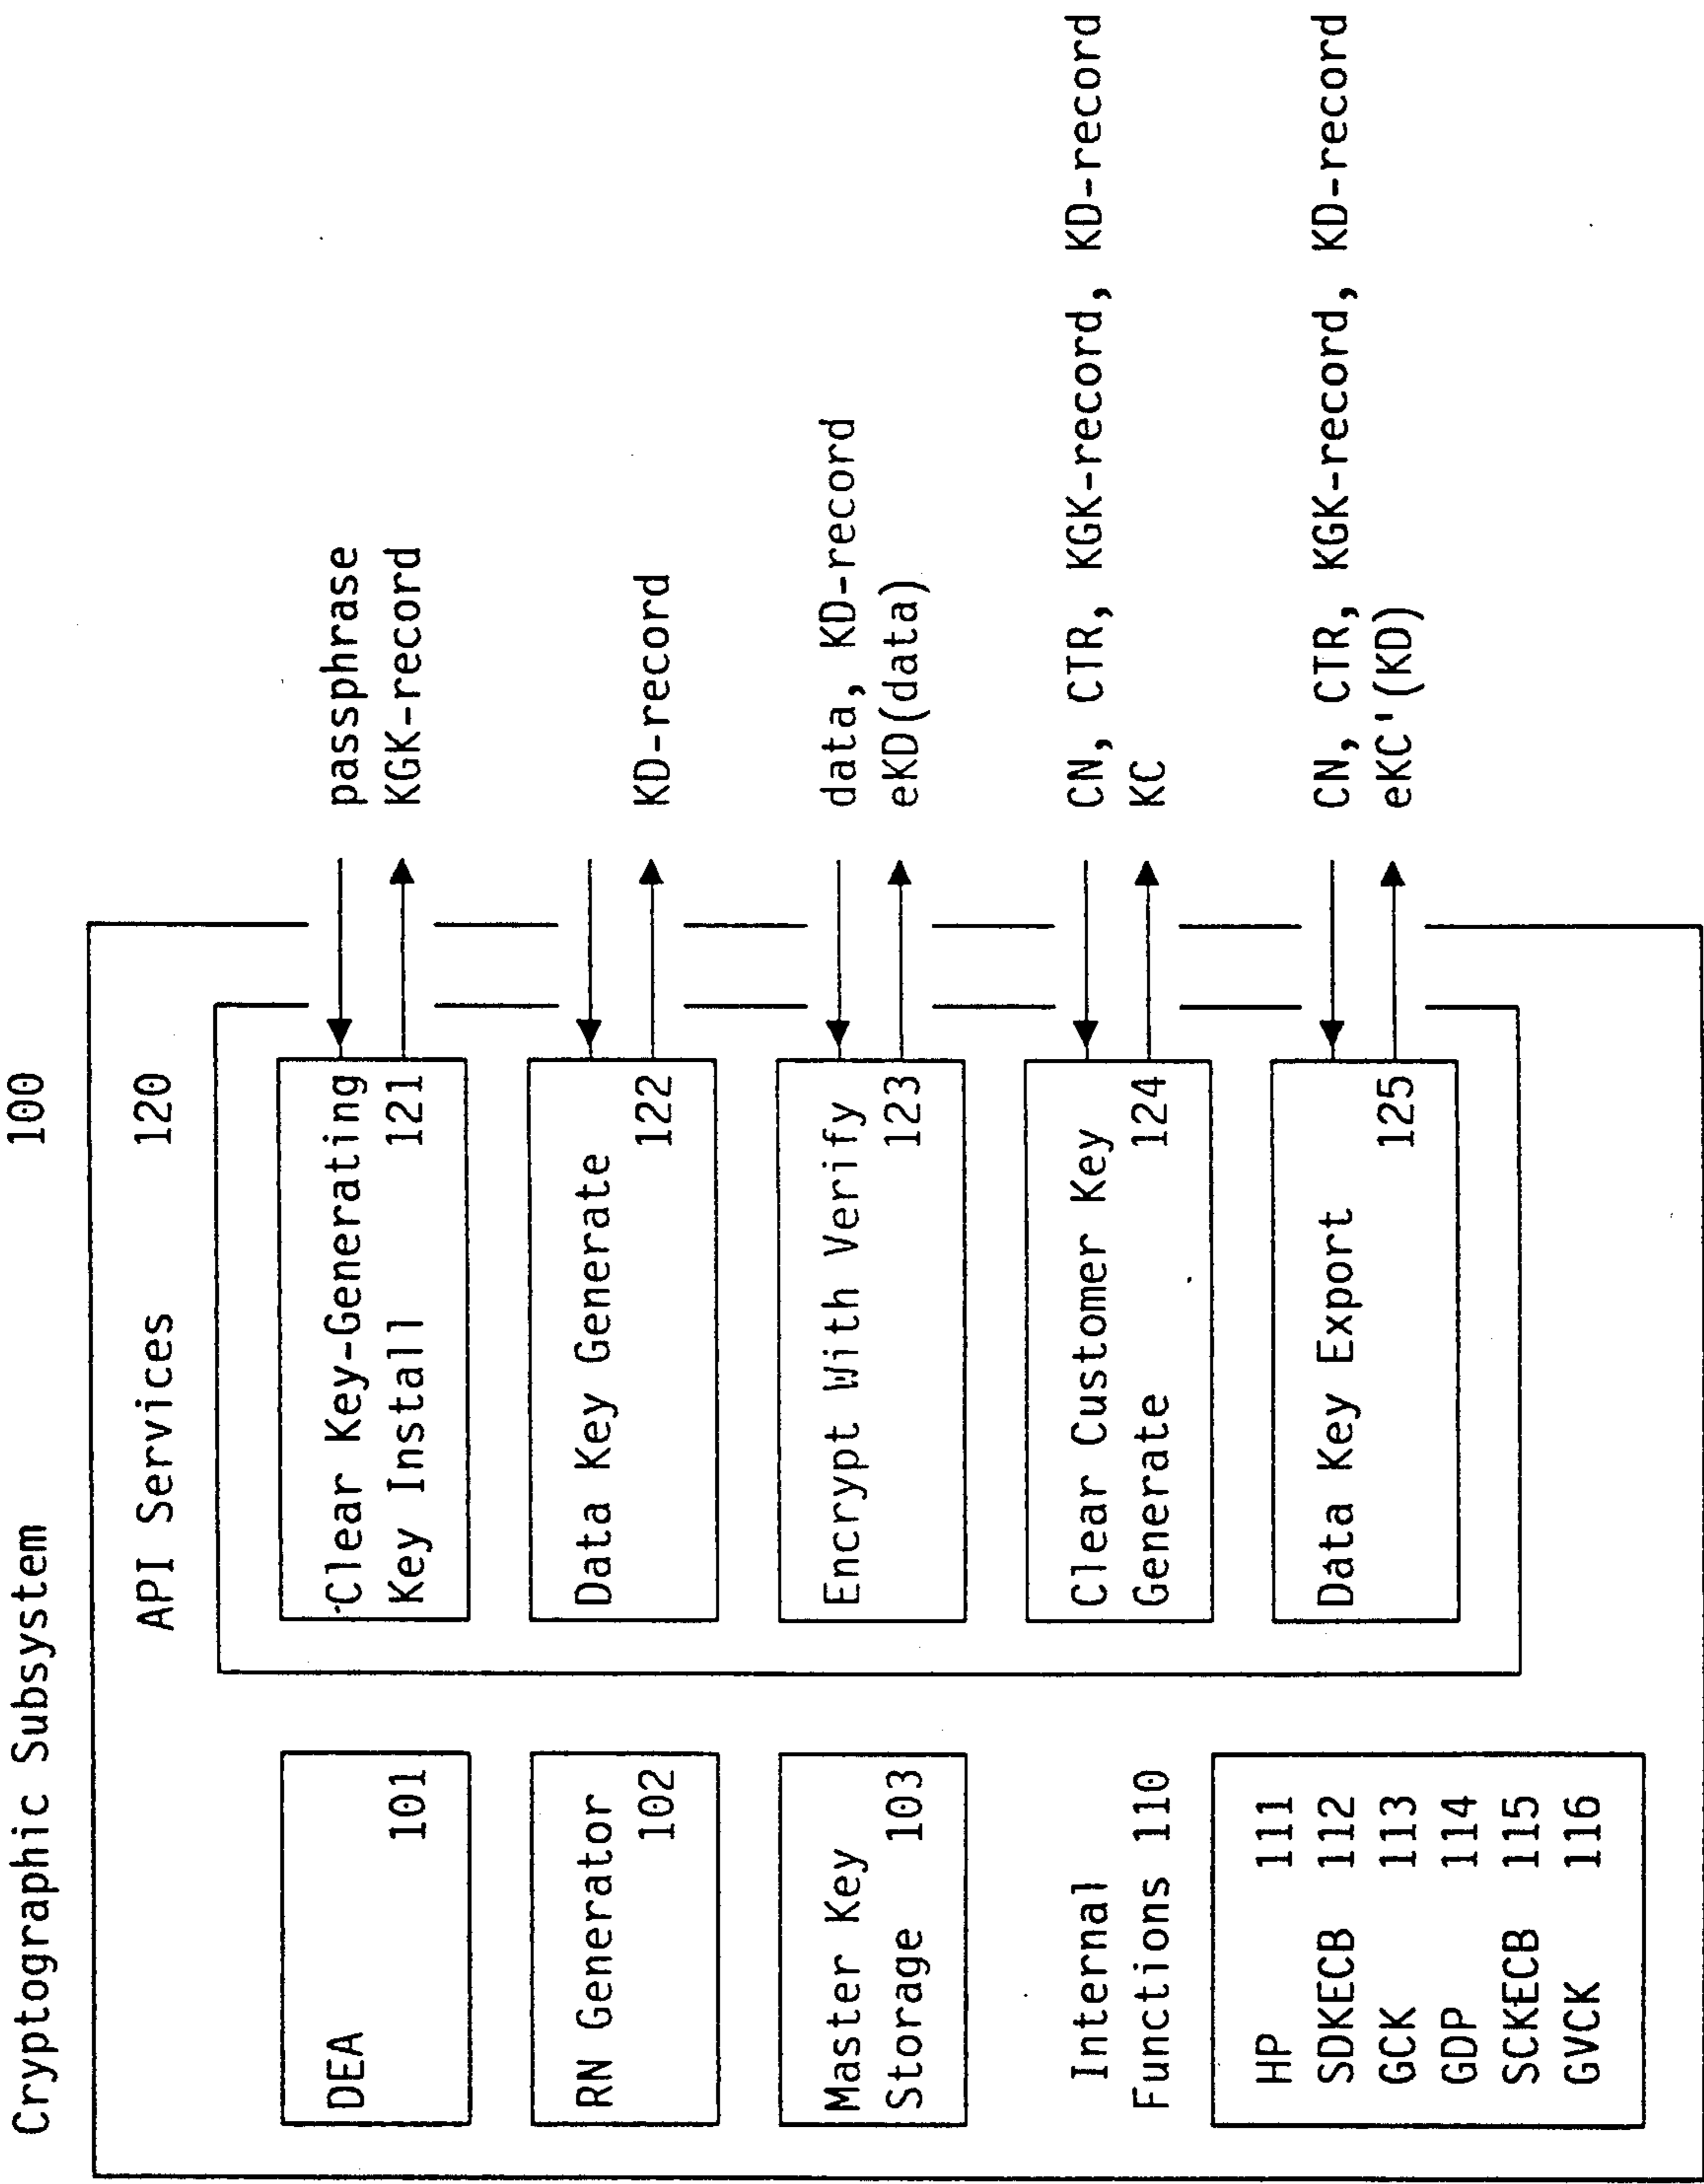 Cryptographic Subsystem 100
API Services 120
DEA
101
RN Generator
102
Master Key
Storage 103
Internal
Functions 110
HP 111
SDKECB 112
GCK 113
GDP 114
SCKECB 115
GVCK 116
Clear Key-Generating
Key Install 121
passphrase
KGK-record
Data Key Generate
122
KD-record
Encrypt With Verify
123
data, KD-record
eKD(data)
Clear Customer Key
Generate 124
CN, CTR, KGK-record, KD-record
KC
Data Key Export
125
CN, CTR, KGK-record, KD-record
eKC'(KD)